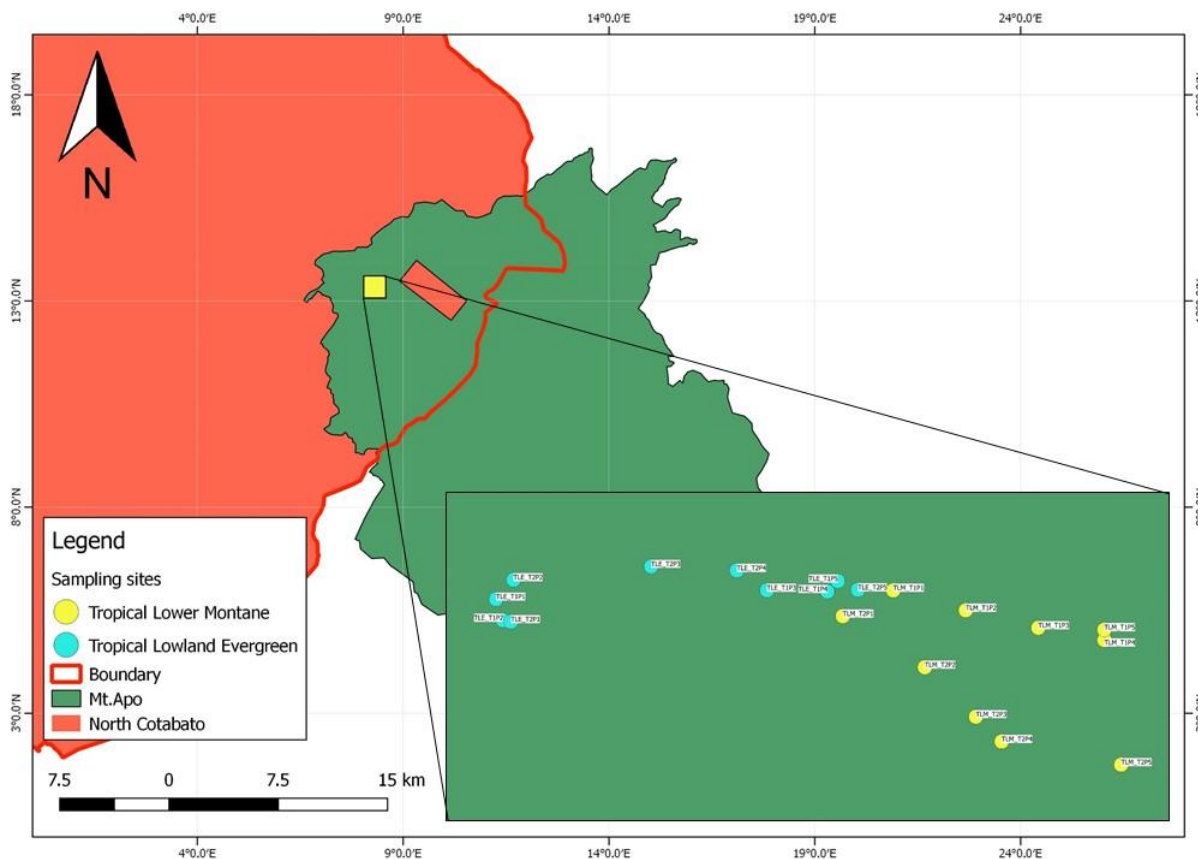 4°0.0'E 9°0.0'E 14°0.0'E 19°0.0'E 24°0.0'E
18°0.0'N
N
13°0.0'N
8°0.0'N
3°0.0'N
Legend
Sampling sites
Tropical Lower Montane
Tropical Lowland Evergreen
Boundary
Mt.Apo
North Cotabato
7.5 0 7.5 15 km
TLE_T2P2
TLE_T1P1
TLE_T1P2
TLE_T2P1
TLE_T2P3
TLE_T2P4
TLE_T1P3
TLE_T1P4
TLE_T1P5
TLE_T2P5
TLM_T1P1
TLM_T2P1
TLM_T1P2
TLM_T1P3
TLM_T1P5
TLM_T1P4
TLM_T2P2
TLM_T2P3
TLM_T2P4
TLM_T2P5
4°0.0'E 9°0.0'E 14°0.0'E 19°0.0'E 24°0.0'E